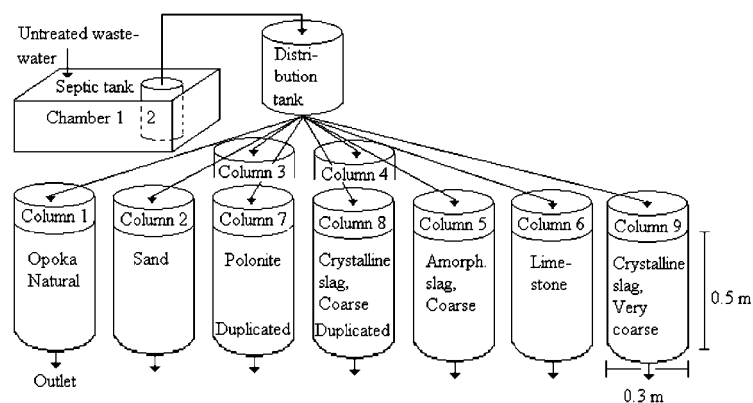 Untreated waste-
water
Septic tank
Chamber 1
2
Distri-
bution
tank
Column 3
Column 4
Column 1
Opoka
Natural
Outlet
Column 2
Sand
Column 7
Polonite
Duplicated
Column 8
Crystalline
slag,
Coarse
Duplicated
Column 5
Amorph.
slag,
Coarse
Column 6
Lime-
stone
Column 9
Crystalline
slag,
Very
coarse
0.5 m
0.3 m